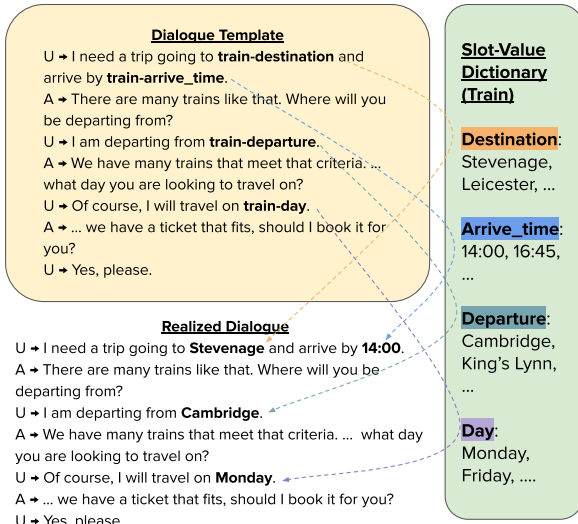 Dialogue Template
U → I need a trip going to train-destination and
arrive by train-arrive_time.
A → There are many trains like that. Where will you
be departing from?
U → I am departing from train-departure.
A → We have many trains that meet that criteria. ...
what day you are looking to travel on?
U → Of course, I will travel on train-day.
A → ... we have a ticket that fits, should I book it for
you?
U → Yes, please.
Realized Dialogue
U → I need a trip going to Stevenage and arrive by 14:00.
A → There are many trains like that. Where will you be
departing from?
U → I am departing from Cambridge.
A → We have many trains that meet that criteria. ... what day
you are looking to travel on?
U → Of course, I will travel on Monday.
A → ... we have a ticket that fits, should I book it for you?
U → Yes, please.
Slot-Value
Dictionary
(Train)
Destination:
Stevenage,
Leicester, ...
Arrive_time:
14:00, 16:45,
...
Departure:
Cambridge,
King's Lynn,
...
Day:
Monday,
Friday, ....